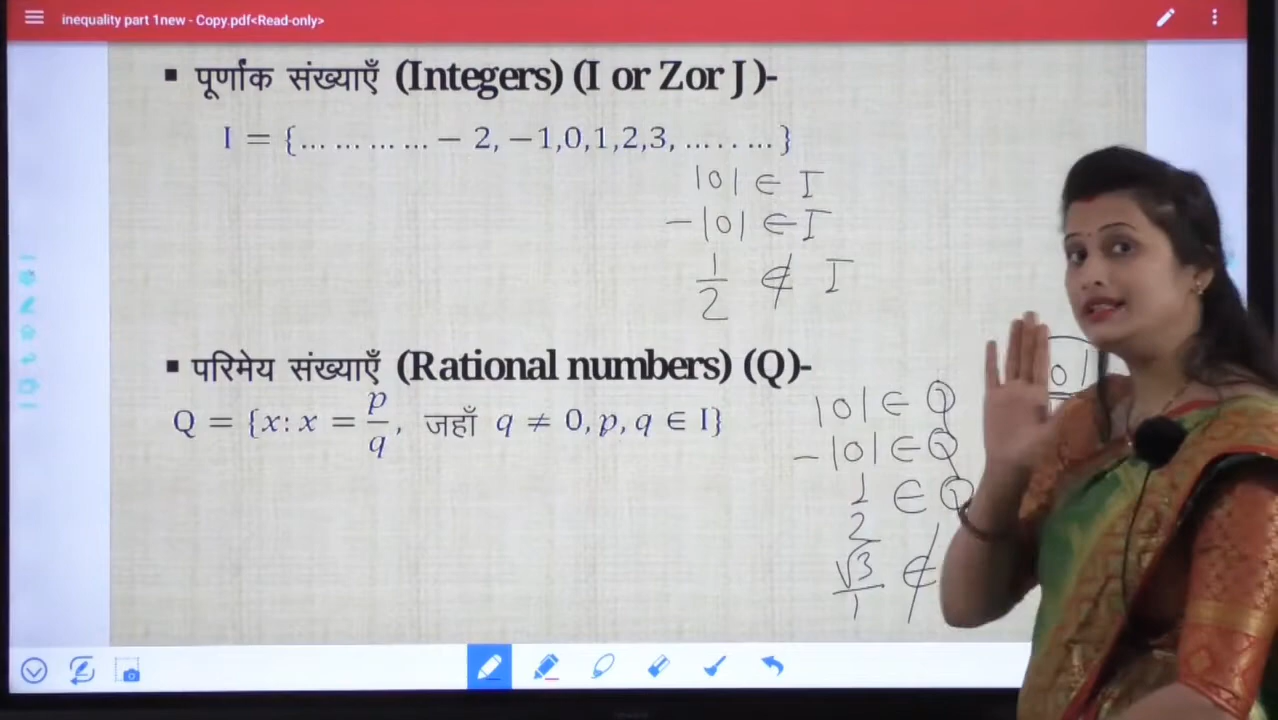 inequality part 1new - Copy.pdf<Read-only>
▪ पूर्णांक संख्याएँ (Integers) (I or Z or J )-
I = {… … … … − 2, −1,0,1,2,3, … . . … }
101 ∈ I
−101 ∈ I
1/2 ∉ I
▪ परिमेय संख्याएँ (Rational numbers) (Q)-
Q = {x: x = p/q, जहाँ q ≠ 0, p, q ∈ I}
101 ∈ Q
−101 ∈ Q
1/2 ∈ Q
√3/1 ∉